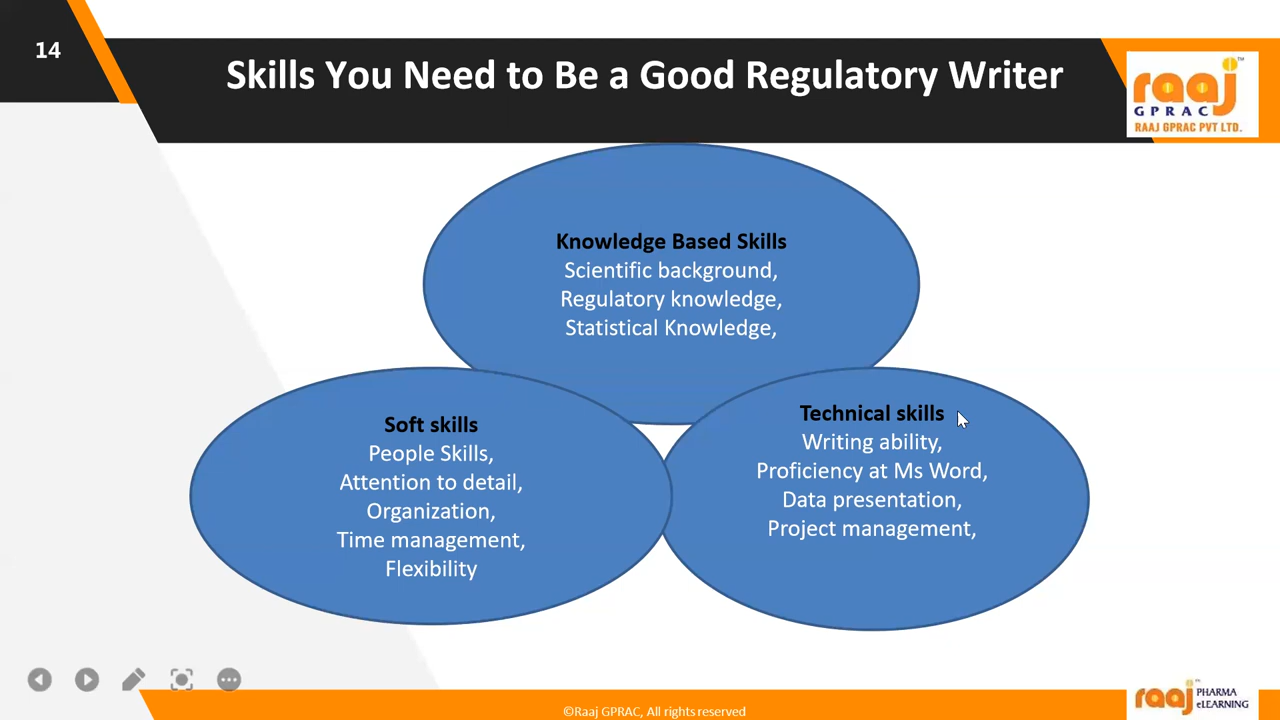 14
Skills You Need to Be a Good Regulatory Writer
raaj™
GPRAC
RAAJ GPRAC PVT LTD.
Knowledge Based Skills
Scientific background,
Regulatory knowledge,
Statistical Knowledge,
Soft skills
People Skills,
Attention to detail,
Organization,
Time management,
Flexibility
Technical skills
Writing ability,
Proficiency at Ms Word,
Data presentation,
Project management,
©Raaj GPRAC, All rights reserved
raaj PHARMA
eLEARNING